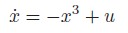 ẋ = −x³ + u